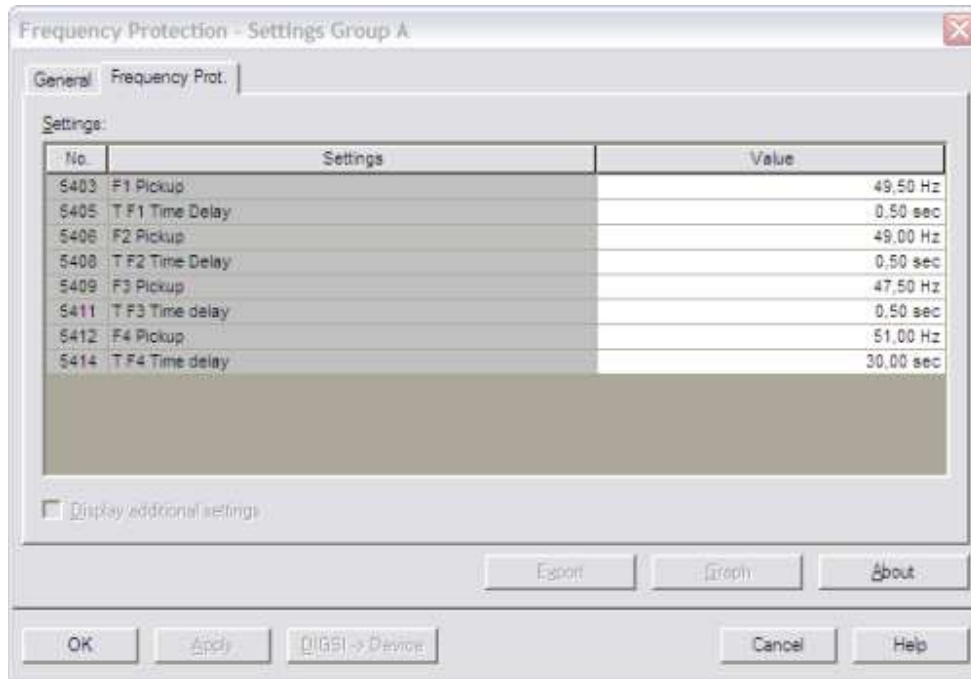 Frequency Protection - Settings Group A
General Frequency Prot.
Settings:
No. Settings Value
5403 F1 Pickup 49,50 Hz
5405 T F1 Time Delay 0,50 sec
5406 F2 Pickup 49,00 Hz
5408 T F2 Time Delay 0,50 sec
5409 F3 Pickup 47,50 Hz
5411 T F3 Time delay 0,50 sec
5412 F4 Pickup 51,00 Hz
5414 T F4 Time delay 30,00 sec
Display additional settings
Export Graph About
OK Apply DIGSI -> Device Cancel Help